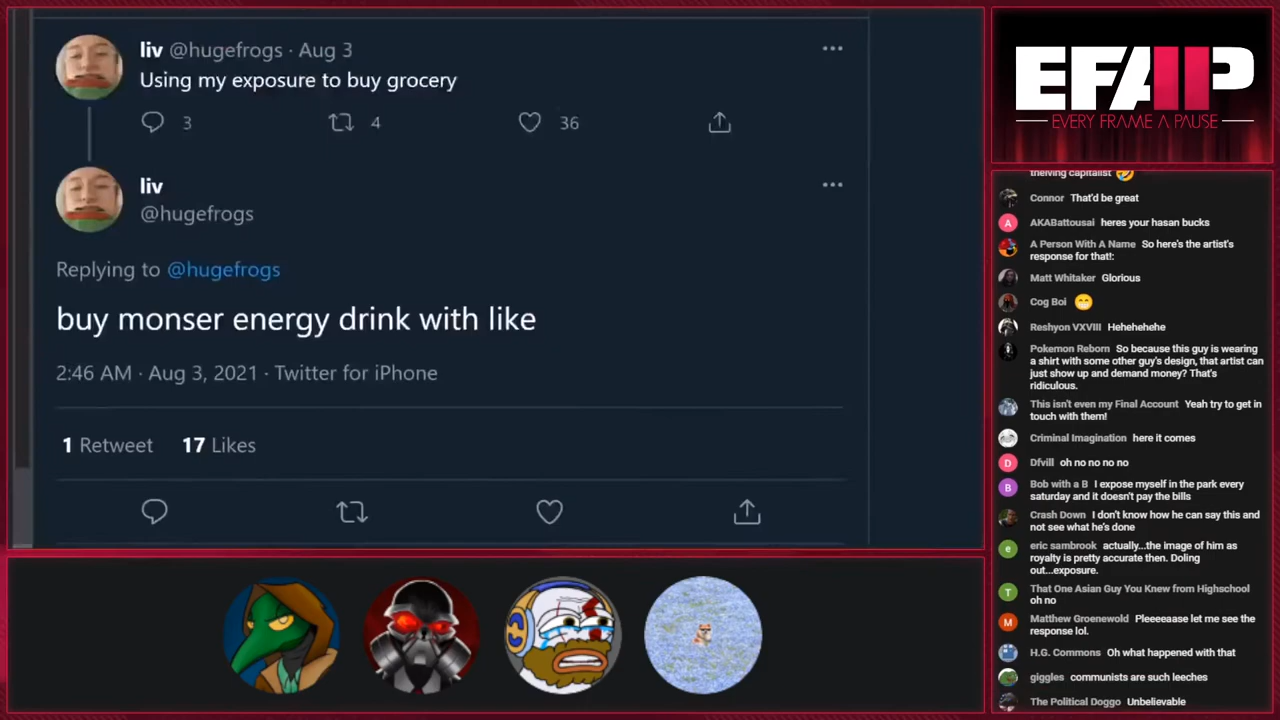 liv @hugefrogs · Aug 3
Using my exposure to buy grocery
3 4 36
liv
@hugefrogs
Replying to @hugefrogs
buy monser energy drink with like
2:46 AM · Aug 3, 2021 · Twitter for iPhone
1 Retweet 17 Likes
EFAP
EVERY FRAME A PAUSE
theiving capitalist 🤣
Connor That'd be great
A
AKABattousai heres your hasan bucks
A Person With A Name So here's the artist's
response for that!:
Matt Whitaker Glorious
Cog Boi 😁
Reshyon VXVIII Hehehehehe
Pokemon Reborn So because this guy is wearing
a shirt with some other guy's design, that artist can
just show up and demand money? That's
ridiculous.
This isn't even my Final Account Yeah try to get in
touch with them!
Criminal Imagination here it comes
D
Dfvill oh no no no no
B
Bob with a B I expose myself in the park every
saturday and it doesn't pay the bills
Crash Down I don't know how he can say this and
not see what he's done
e
eric sambrook actually...the image of him as
royalty is pretty accurate then. Doling
out...exposure.
T
That One Asian Guy You Knew from Highschool
oh no
M
Matthew Groenewold Pleeeeaase let me see the
response lol.
H.G. Commons Oh what happened with that
giggles communists are such leeches
The Political Doggo Unbelievable